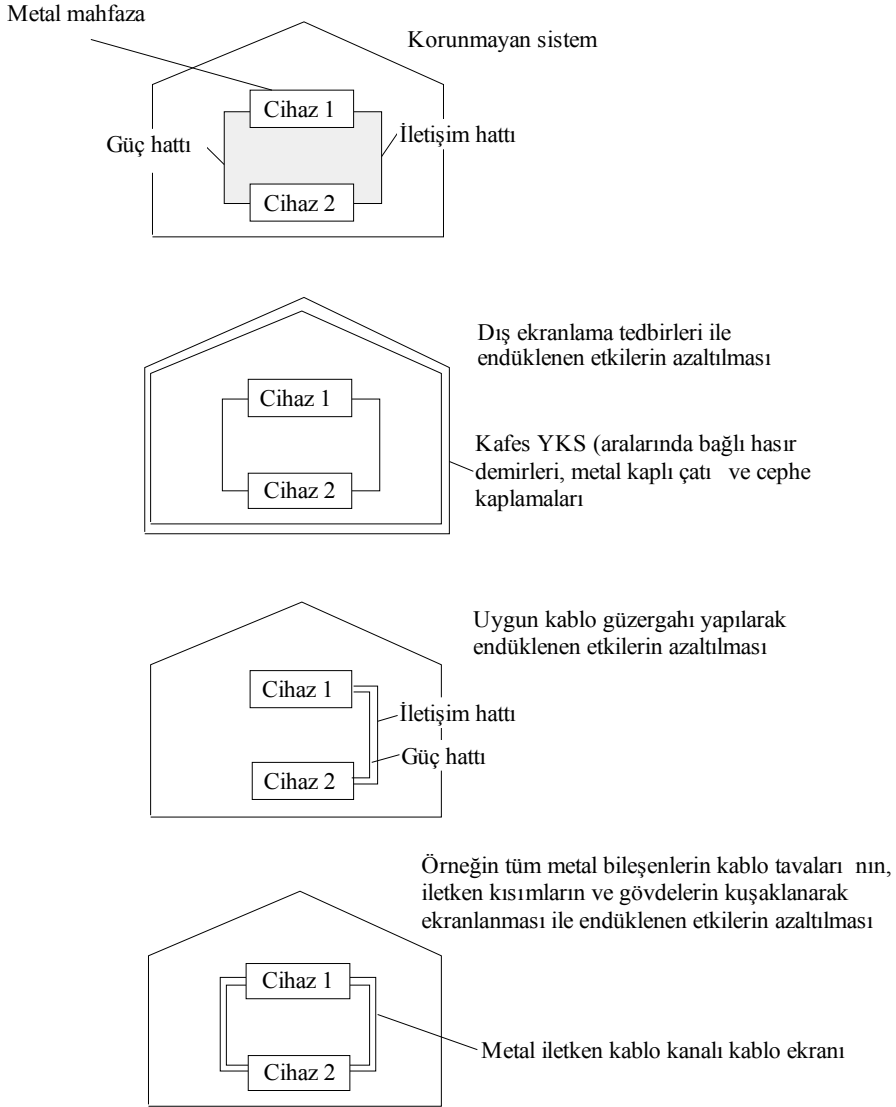 Metal mahfaza
Korunmayan sistem
Cihaz 1
Güç hattı
İletişim hattı
Cihaz 2
Dış ekranlama tedbirleri ile
endüklenen etkilerin azaltılması
Cihaz 1
Kafes YKS (aralarında bağlı hasır
demirleri, metal kaplı çatı ve cephe
kaplamaları
Cihaz 2
Uygun kablo güzergahı yapılarak
endüklenen etkilerin azaltılması
Cihaz 1
İletişim hattı
Güç hattı
Cihaz 2
Örneğin tüm metal bileşenlerin kablo tavaları nın,
iletken kısımların ve gövdelerin kuşaklanarak
ekranlanması ile endüklenen etkilerin azaltılması
Cihaz 1
Metal iletken kablo kanalı kablo ekranı
Cihaz 2